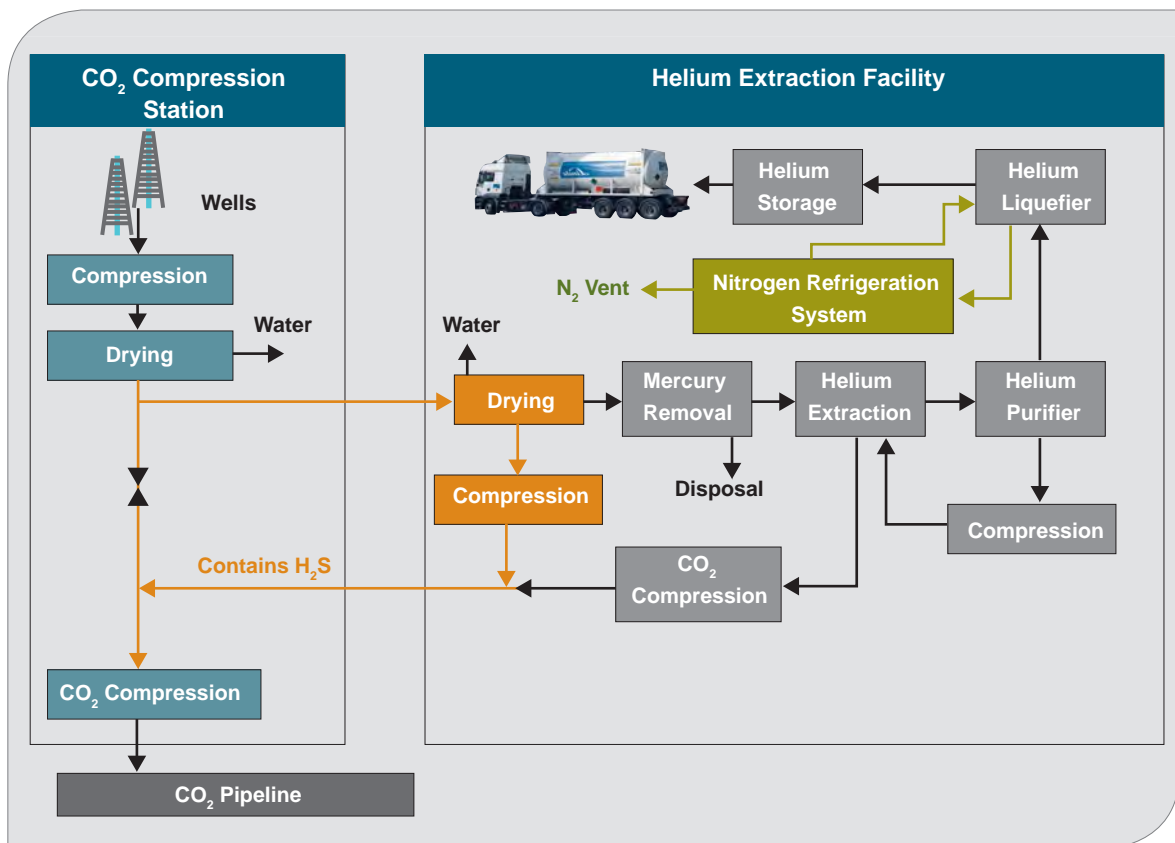 CO₂ Compression
Station
Wells
Compression
Drying
Water
Contains H₂S
CO₂ Compression
CO₂ Pipeline
Helium Extraction Facility
Helium
Storage
Helium
Liquefier
N₂ Vent
Nitrogen Refrigeration
System
Water
Drying
Mercury
Removal
Helium
Extraction
Helium
Purifier
Compression
Disposal
Compression
CO₂
Compression